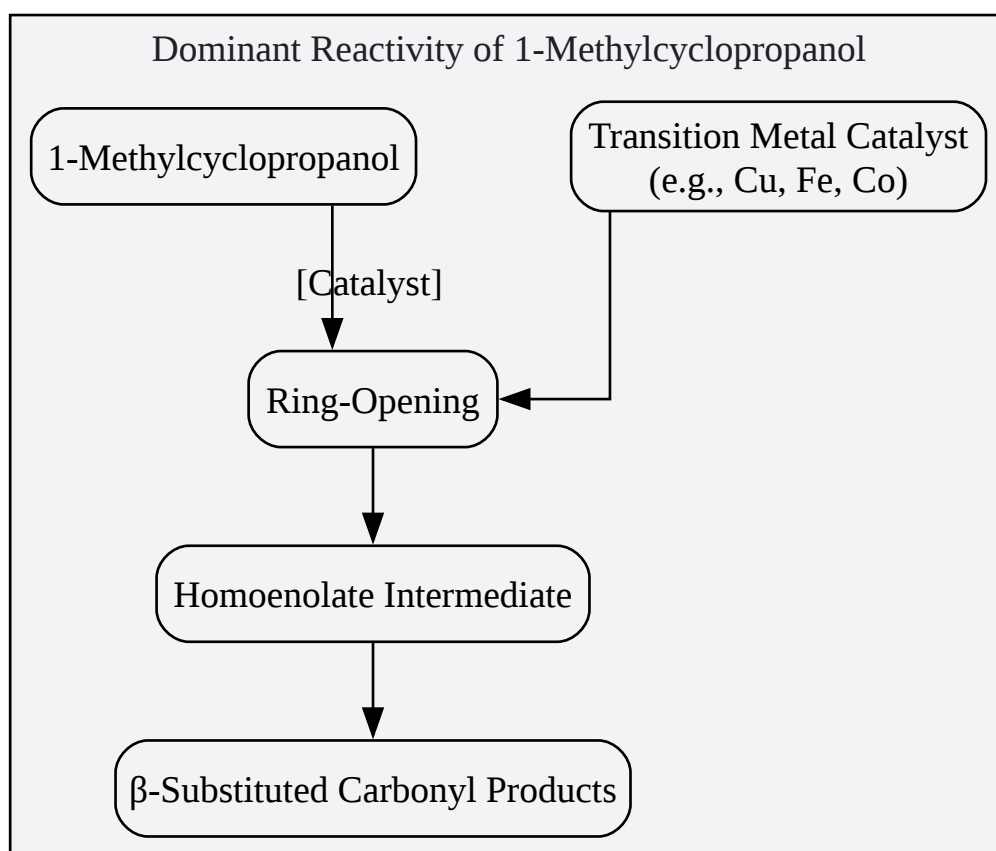 Dominant Reactivity of 1-Methylcyclopropanol
1-Methylcyclopropanol
Transition Metal Catalyst
(e.g., Cu, Fe, Co)
[Catalyst]
Ring-Opening
Homoenolate Intermediate
β-Substituted Carbonyl Products